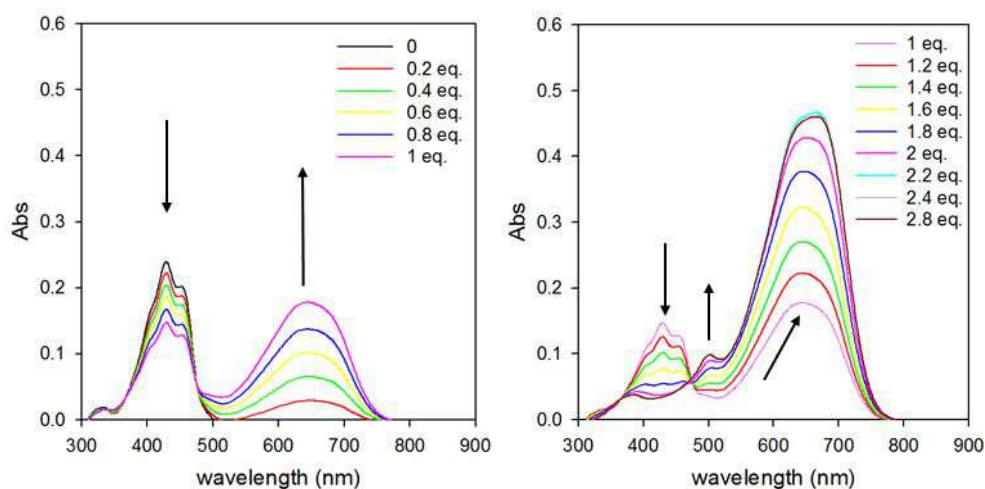 0.6
0.5
0.4
0.3
0.2
0.1
0.0
Abs
300 400 500 600 700 800 900
wavelength (nm)
0
0.2 eq.
0.4 eq.
0.6 eq.
0.8 eq.
1 eq.
0.6
0.5
0.4
0.3
0.2
0.1
0.0
Abs
300 400 500 600 700 800 900
wavelength (nm)
1 eq.
1.2 eq.
1.4 eq.
1.6 eq.
1.8 eq.
2 eq.
2.2 eq.
2.4 eq.
2.8 eq.